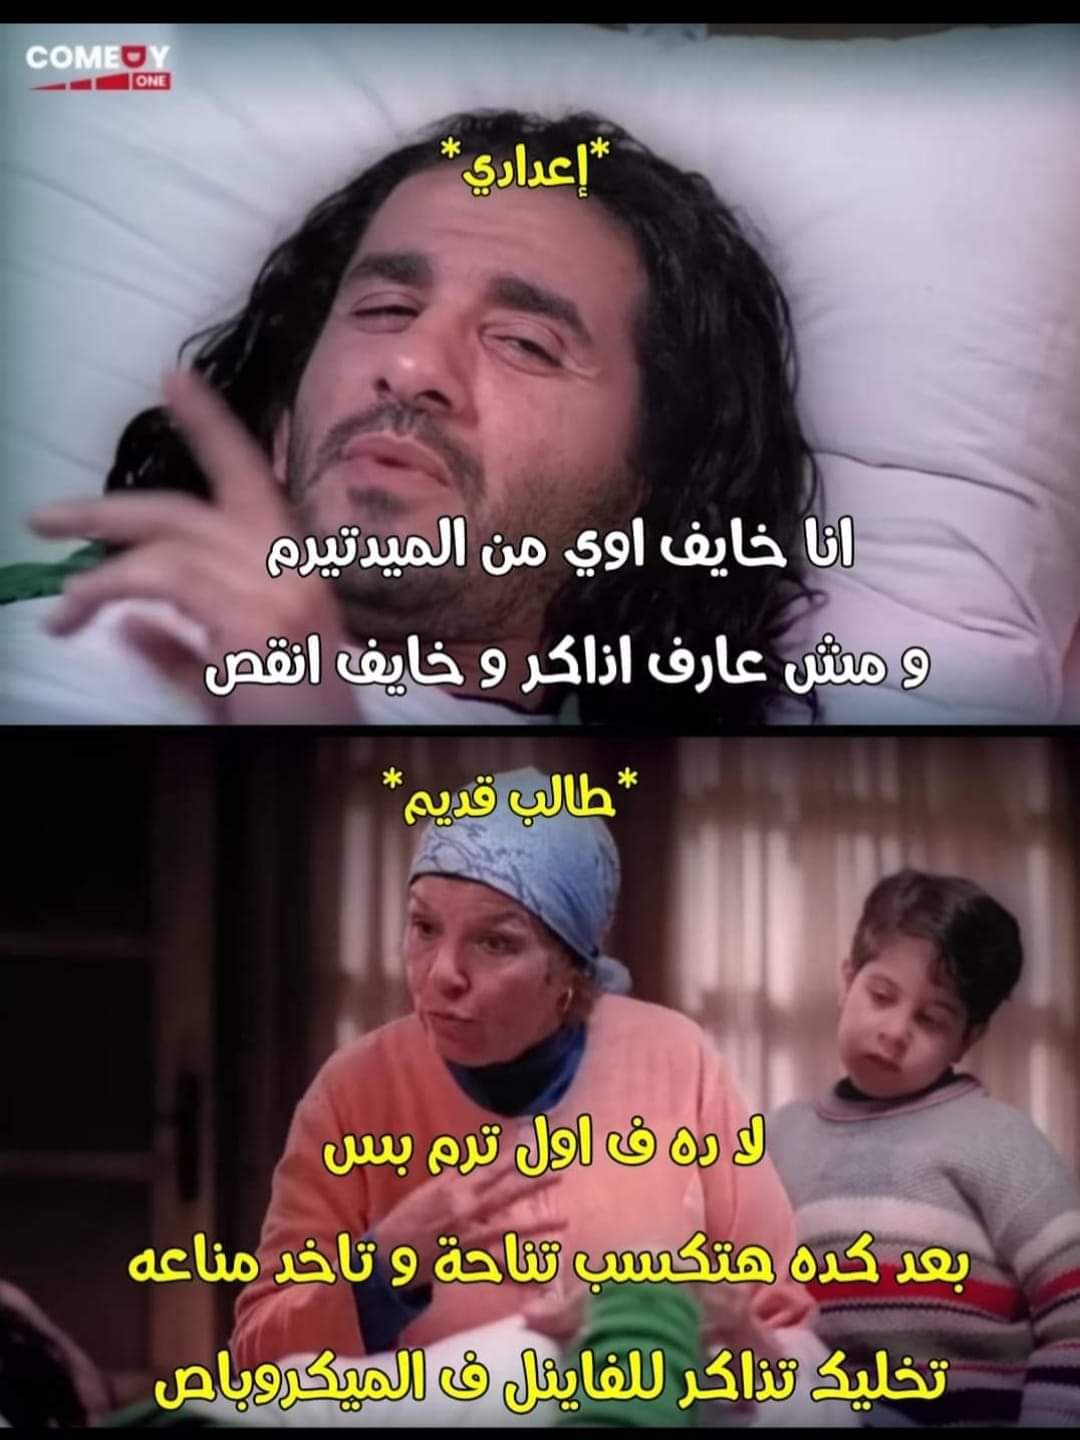 COMEDY
ONE
*إعدادي*
انا خايف اوي من الميدتيرم
و مش عارف اذاكر و خايف انقص
*طالب قديم*
لا ده ف اول ترم بس
بعد كده هتكسب تناحة و تاخد مناعه
تخليك تذاكر للفاينل ف الميكروباص